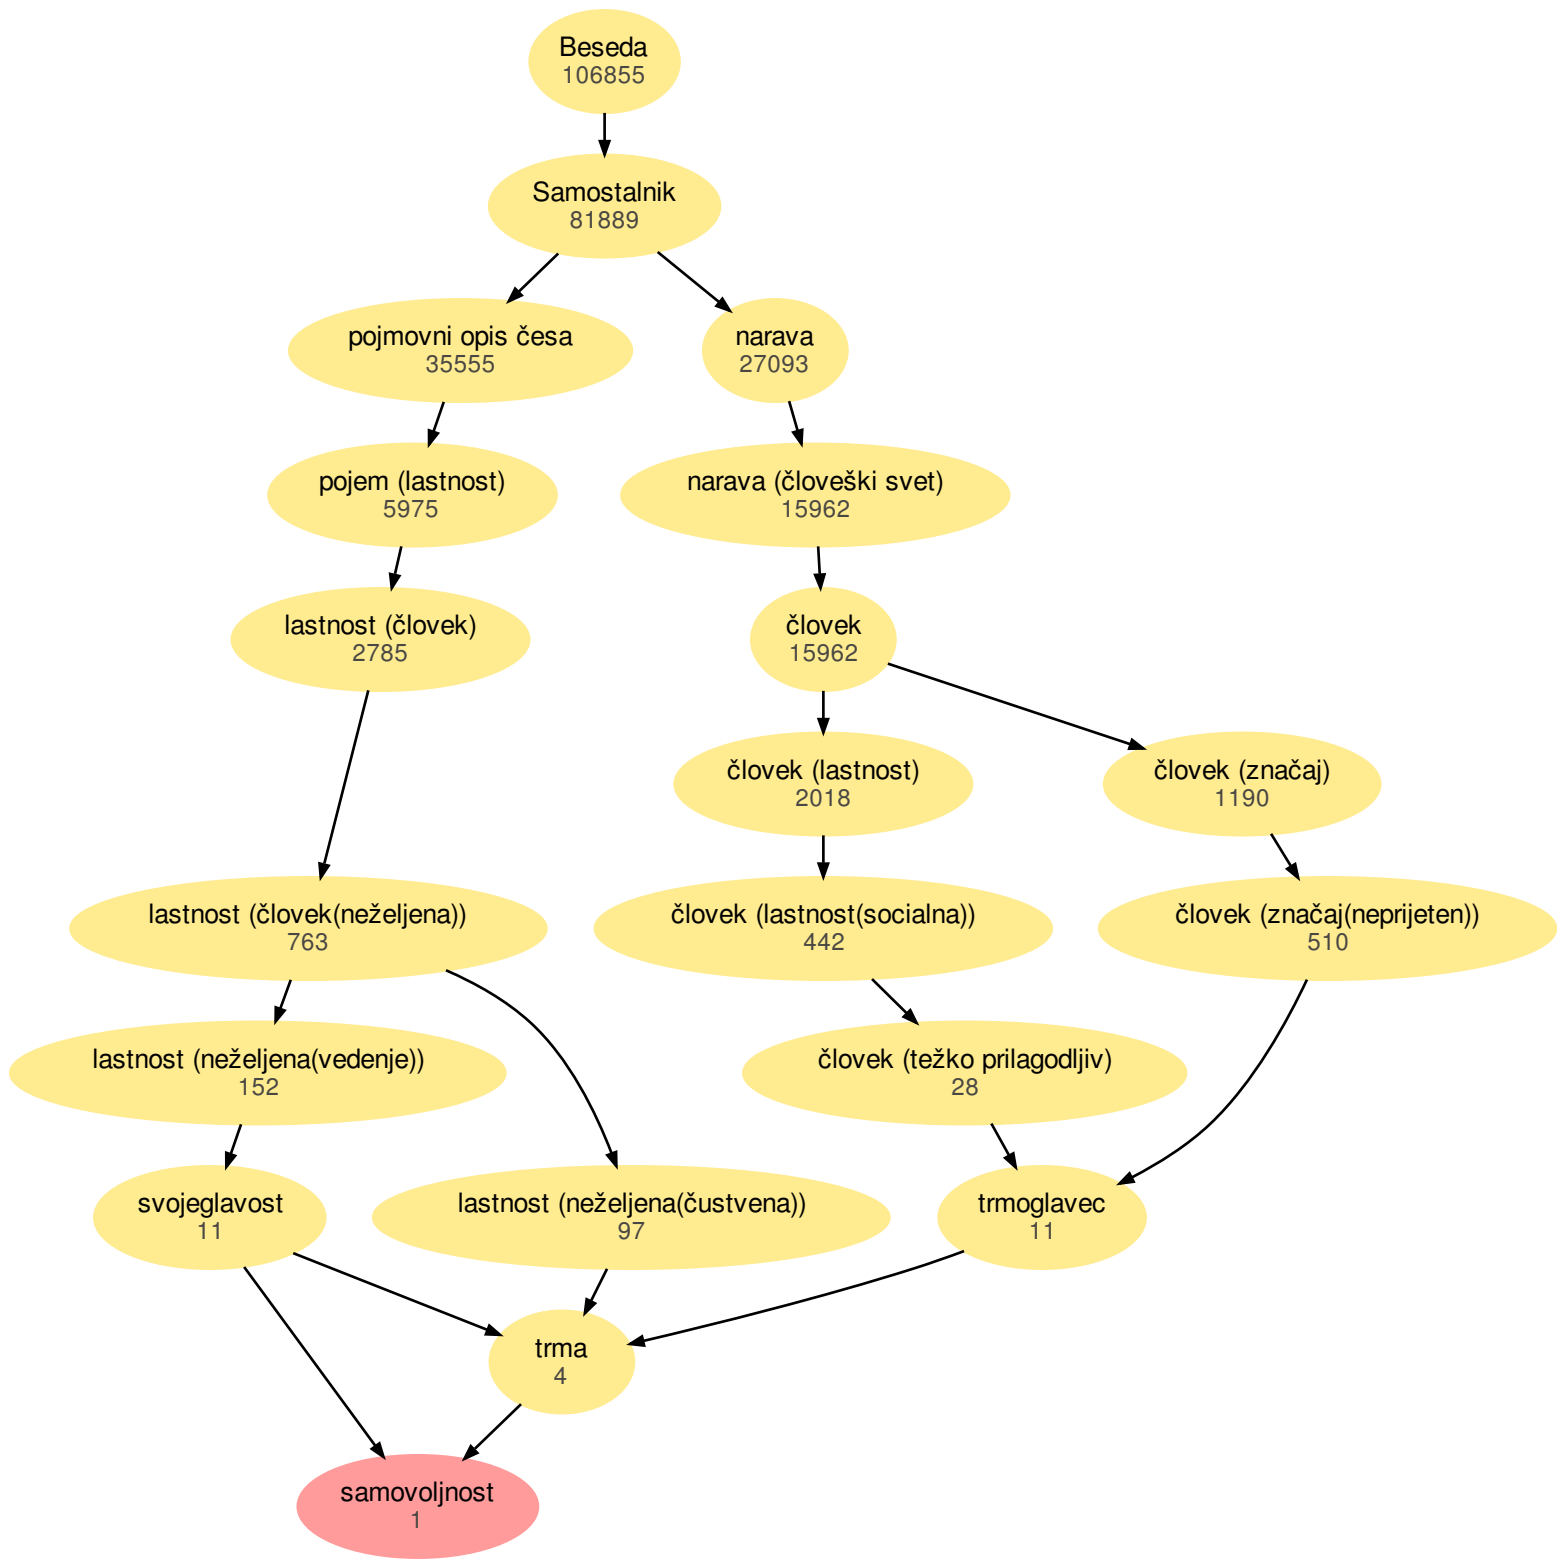 Beseda
106855
Samostalnik
81889
pojmovni opis česa
35555
narava
27093
pojem (lastnost)
5975
narava (človeški svet)
15962
lastnost (človek)
2785
človek
15962
človek (lastnost)
2018
človek (značaj)
1190
lastnost (človek(neželjena))
763
človek (lastnost(socialna))
442
človek (značaj(neprijeten))
510
lastnost (neželjena(vedenje))
152
človek (težko prilagodljiv)
28
svojeglavost
11
lastnost (neželjena(čustvena))
97
trmoglavec
11
trma
4
samovoljnost
1